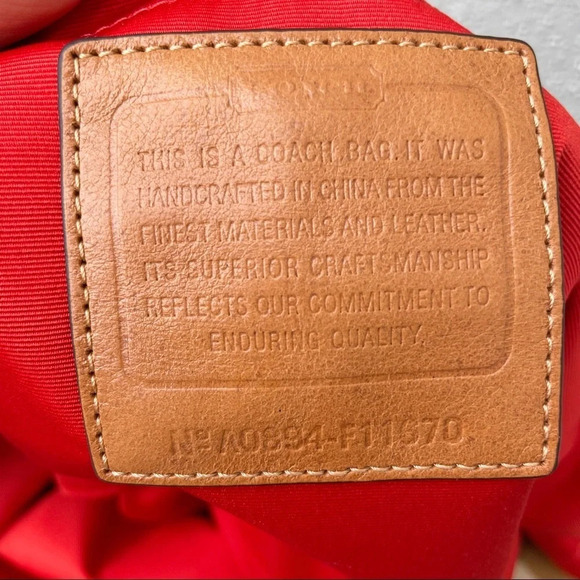 COACH
THIS IS A COACH BAG. IT WAS
HANDCRAFTED IN CHINA FROM THE
FINEST MATERIALS AND LEATHER.
ITS SUPERIOR CRAFTSMANSHIP
REFLECTS OUR COMMITMENT TO
ENDURING QUALITY.
Nº A0894-F11570